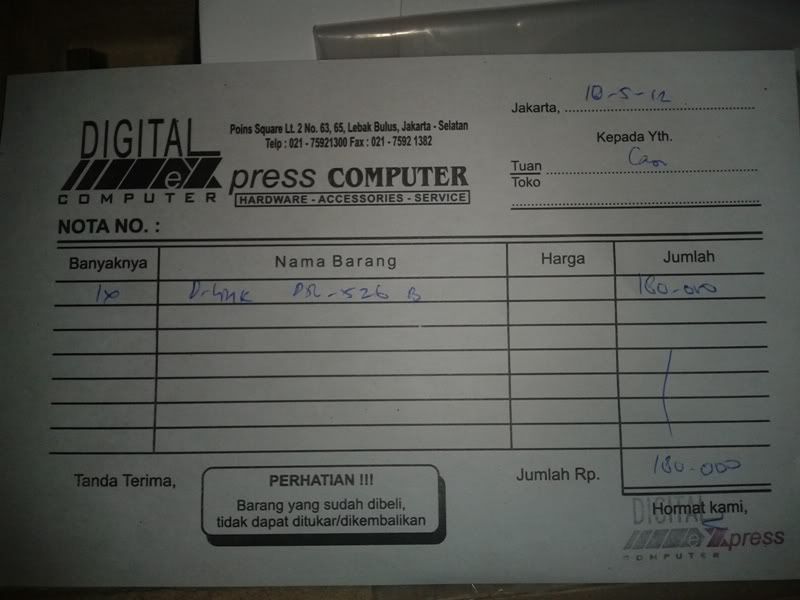 DIGITAL
eX press COMPUTER
COMPUTER
HARDWARE - ACCESSORIES - SERVICE
Poins Square Lt. 2 No. 63, 65, Lebak Bulus, Jakarta - Selatan
Telp : 021 - 75921300 Fax : 021 - 7592 1382
Jakarta, 10-5-12
Kepada Yth.
Tuan
Toko
NOTA NO. :
Banyaknya Nama Barang Harga Jumlah
1x D-Link DSL-526 B 180-000
Jumlah Rp. 180-000
Tanda Terima,
PERHATIAN !!!
Barang yang sudah dibeli,
tidak dapat ditukar/dikembalikan
Hormat kami,
DIGITAL
eXpress
COMPUTER